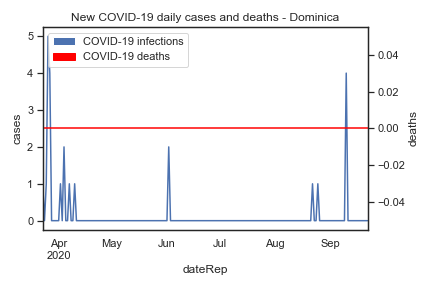 New COVID-19 daily cases and deaths - Dominica
COVID-19 infections
COVID-19 deaths
5
4
3
2
1
0
cases
0.04
0.02
0.00
−0.02
−0.04
deaths
Apr
2020
May
Jun
Jul
Aug
Sep
dateRep